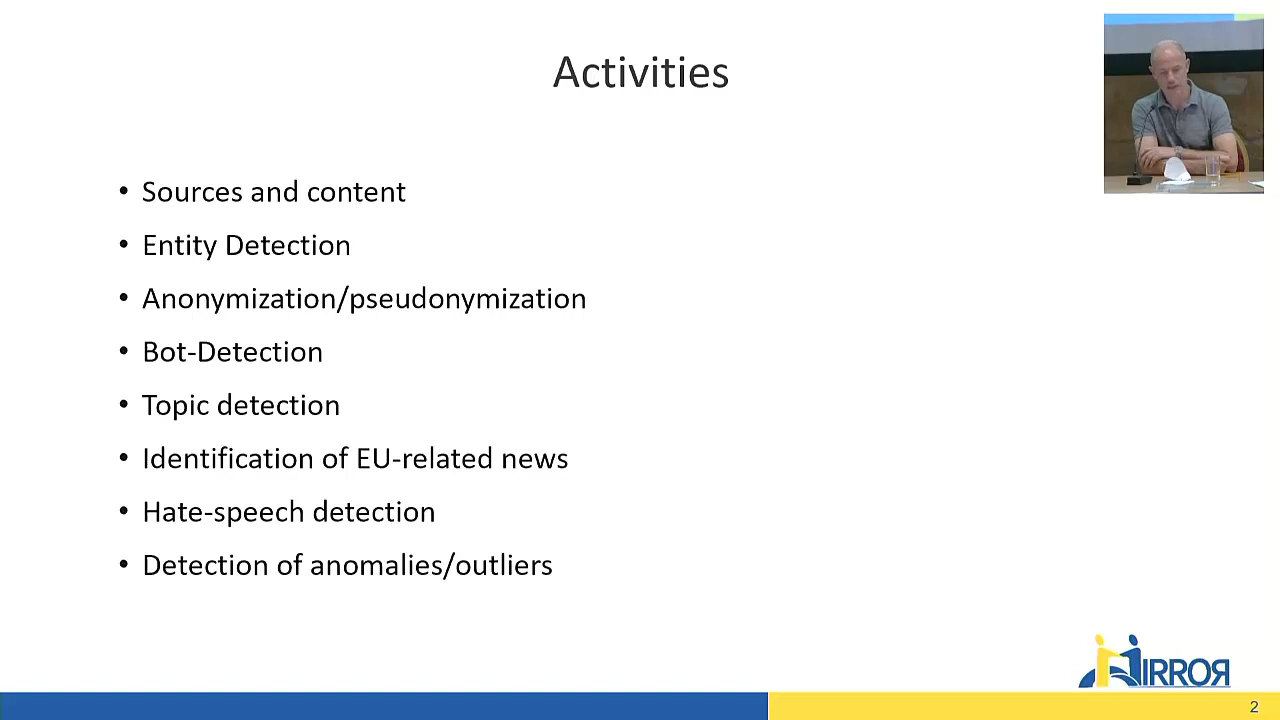 Activities
• Sources and content
• Entity Detection
• Anonymization/pseudonymization
• Bot-Detection
• Topic detection
• Identification of EU-related news
• Hate-speech detection
• Detection of anomalies/outliers
MIRROR
2